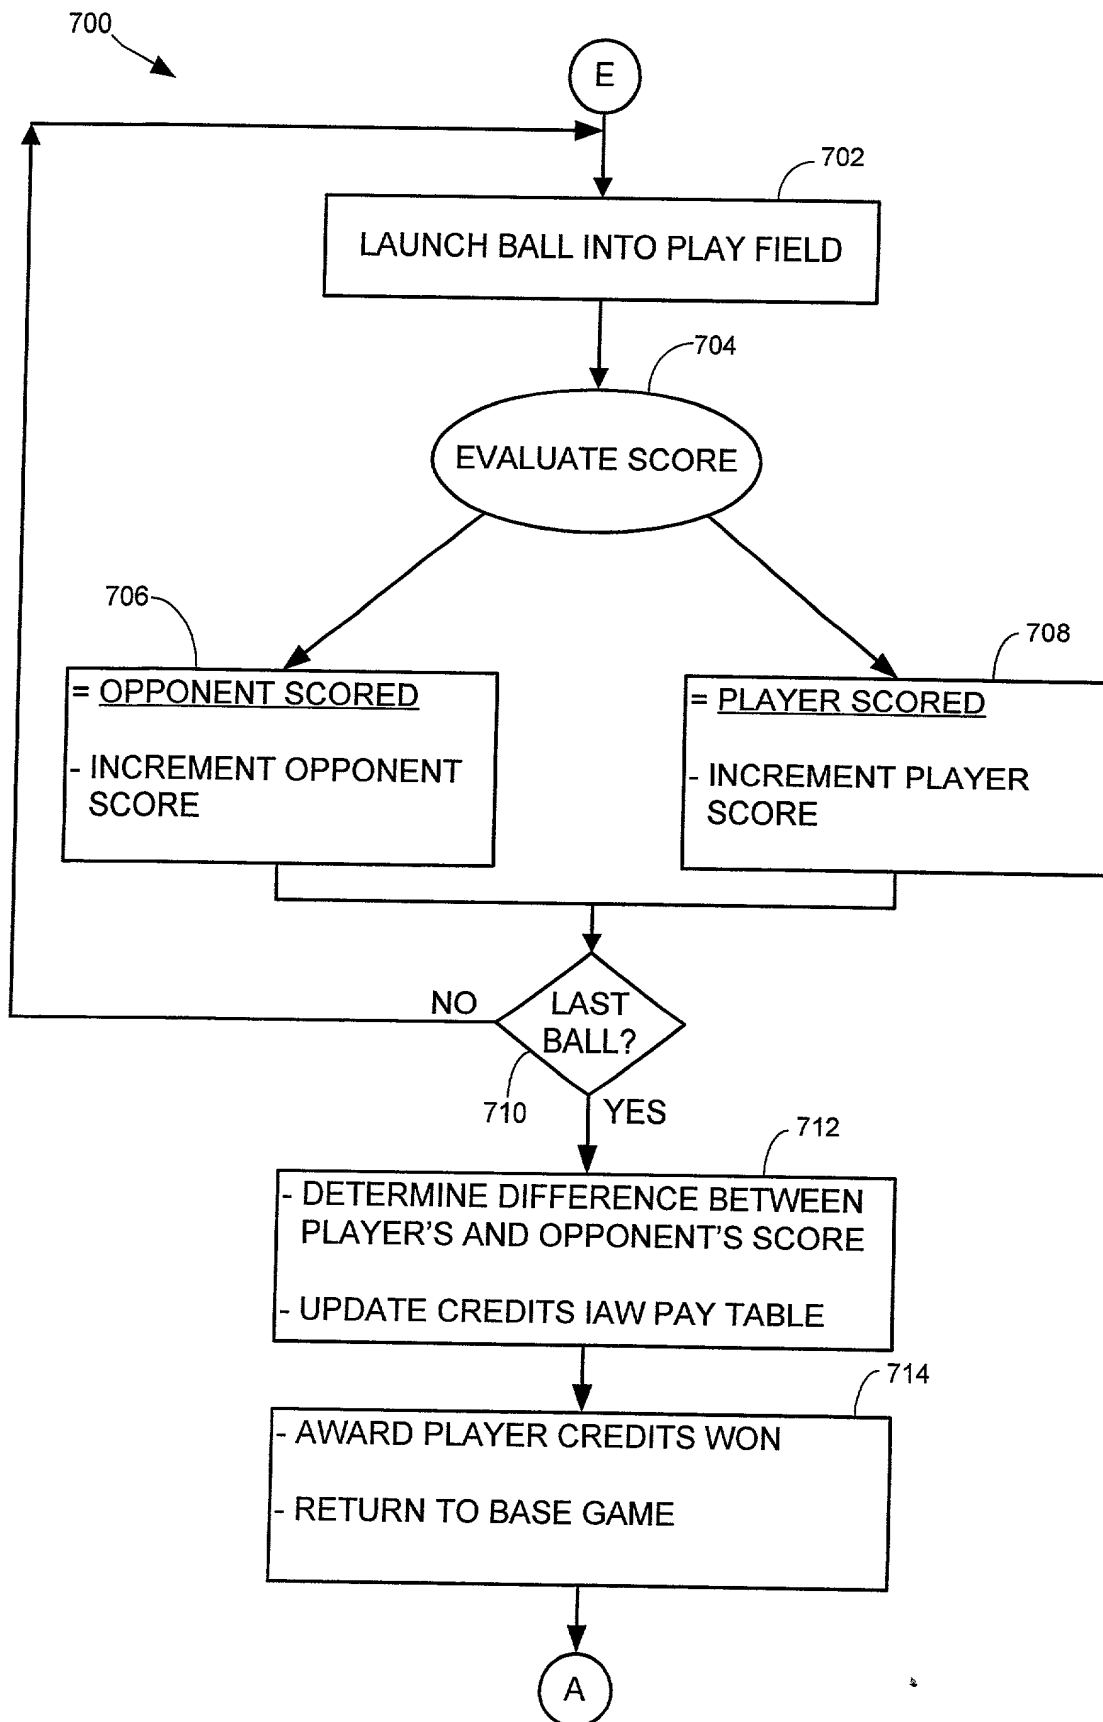 700
E
702
LAUNCH BALL INTO PLAY FIELD
704
EVALUATE SCORE
706
= OPPONENT SCORED
- INCREMENT OPPONENT
SCORE
708
= PLAYER SCORED
- INCREMENT PLAYER
SCORE
NO
LAST
BALL?
710
YES
712
- DETERMINE DIFFERENCE BETWEEN
PLAYER'S AND OPPONENT'S SCORE
- UPDATE CREDITS IAW PAY TABLE
714
- AWARD PLAYER CREDITS WON
- RETURN TO BASE GAME
A